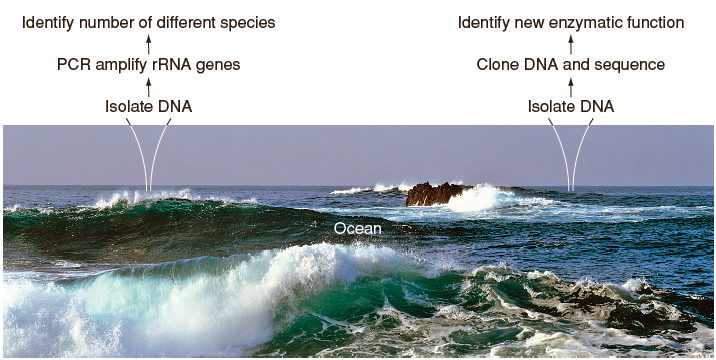 Identify number of different species
PCR amplify rRNA genes
Isolate DNA
Identify new enzymatic function
Clone DNA and sequence
Isolate DNA
Ocean